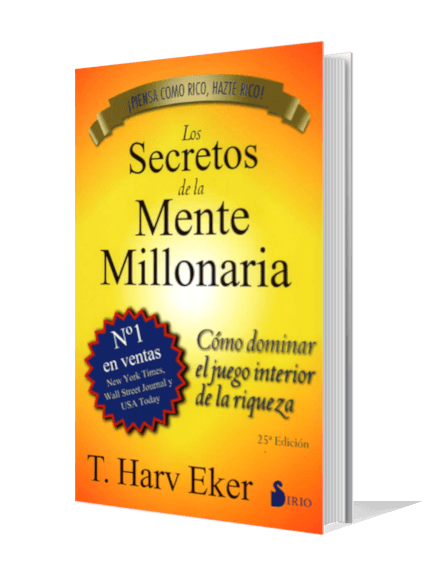 ¡PIENSA COMO RICO, HAZTE RICO!
Los
Secretos
de la
Mente
Millonaria
Nº1
en ventas
New York Times,
Wall Street Journal y
USA Today
Cómo dominar
el juego interior
de la riqueza
25ª Edición
T. Harv Eker
SIRIO